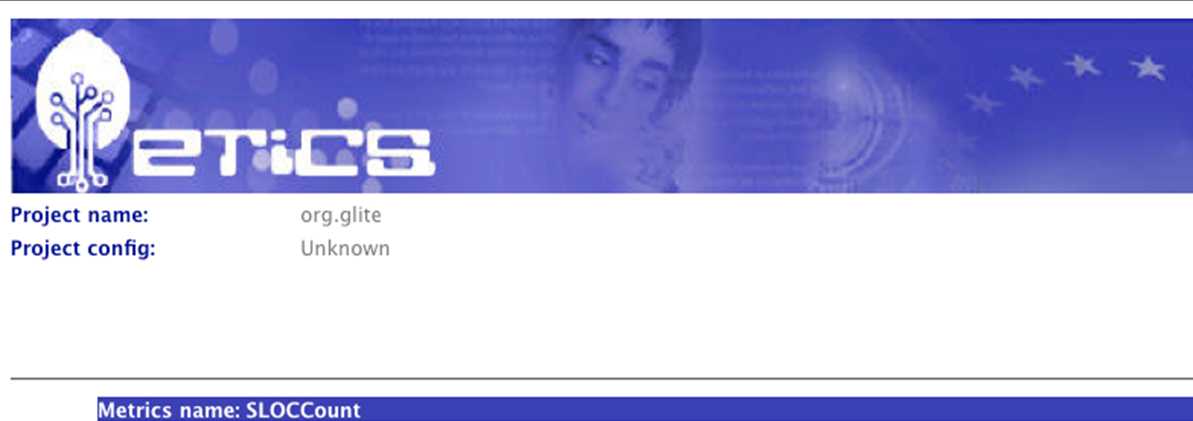 eTiCS
Project name: org.glite
Project config: Unknown
Metrics name: SLOCCount